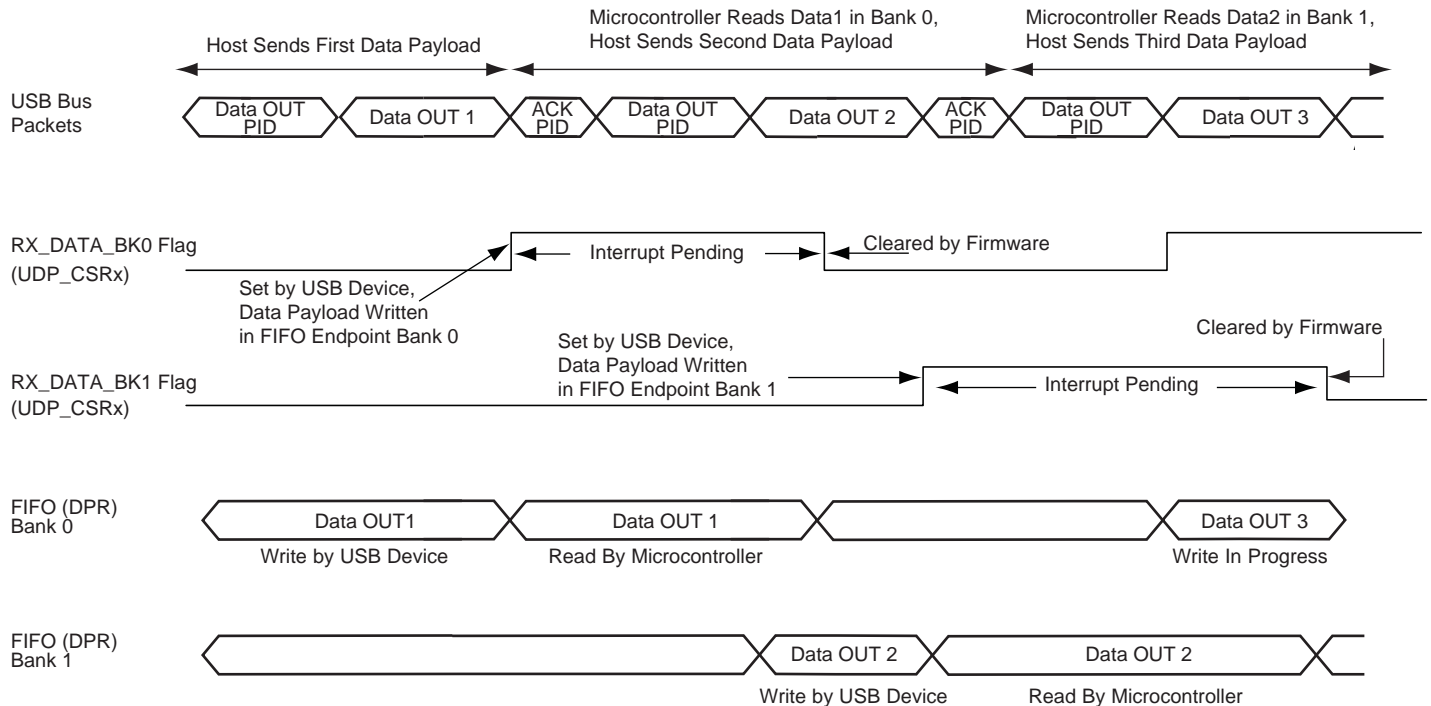 Microcontroller Reads Data1 in Bank 0,
Host Sends Second Data Payload
Microcontroller Reads Data2 in Bank 1,
Host Sends Third Data Payload
Host Sends First Data Payload
USB Bus
Packets
Data OUT
PID
Data OUT 1
ACK
PID
Data OUT
PID
Data OUT 2
ACK
PID
Data OUT
PID
Data OUT 3
RX_DATA_BK0 Flag
(UDP_CSRx)
Interrupt Pending
Cleared by Firmware
Set by USB Device,
Data Payload Written
in FIFO Endpoint Bank 0
RX_DATA_BK1 Flag
(UDP_CSRx)
Set by USB Device,
Data Payload Written
in FIFO Endpoint Bank 1
Interrupt Pending
Cleared by Firmware
FIFO (DPR)
Bank 0
Data OUT1
Data OUT 1
Data OUT 3
Write by USB Device
Read By Microcontroller
Write In Progress
FIFO (DPR)
Bank 1
Data OUT 2
Data OUT 2
Write by USB Device
Read By Microcontroller